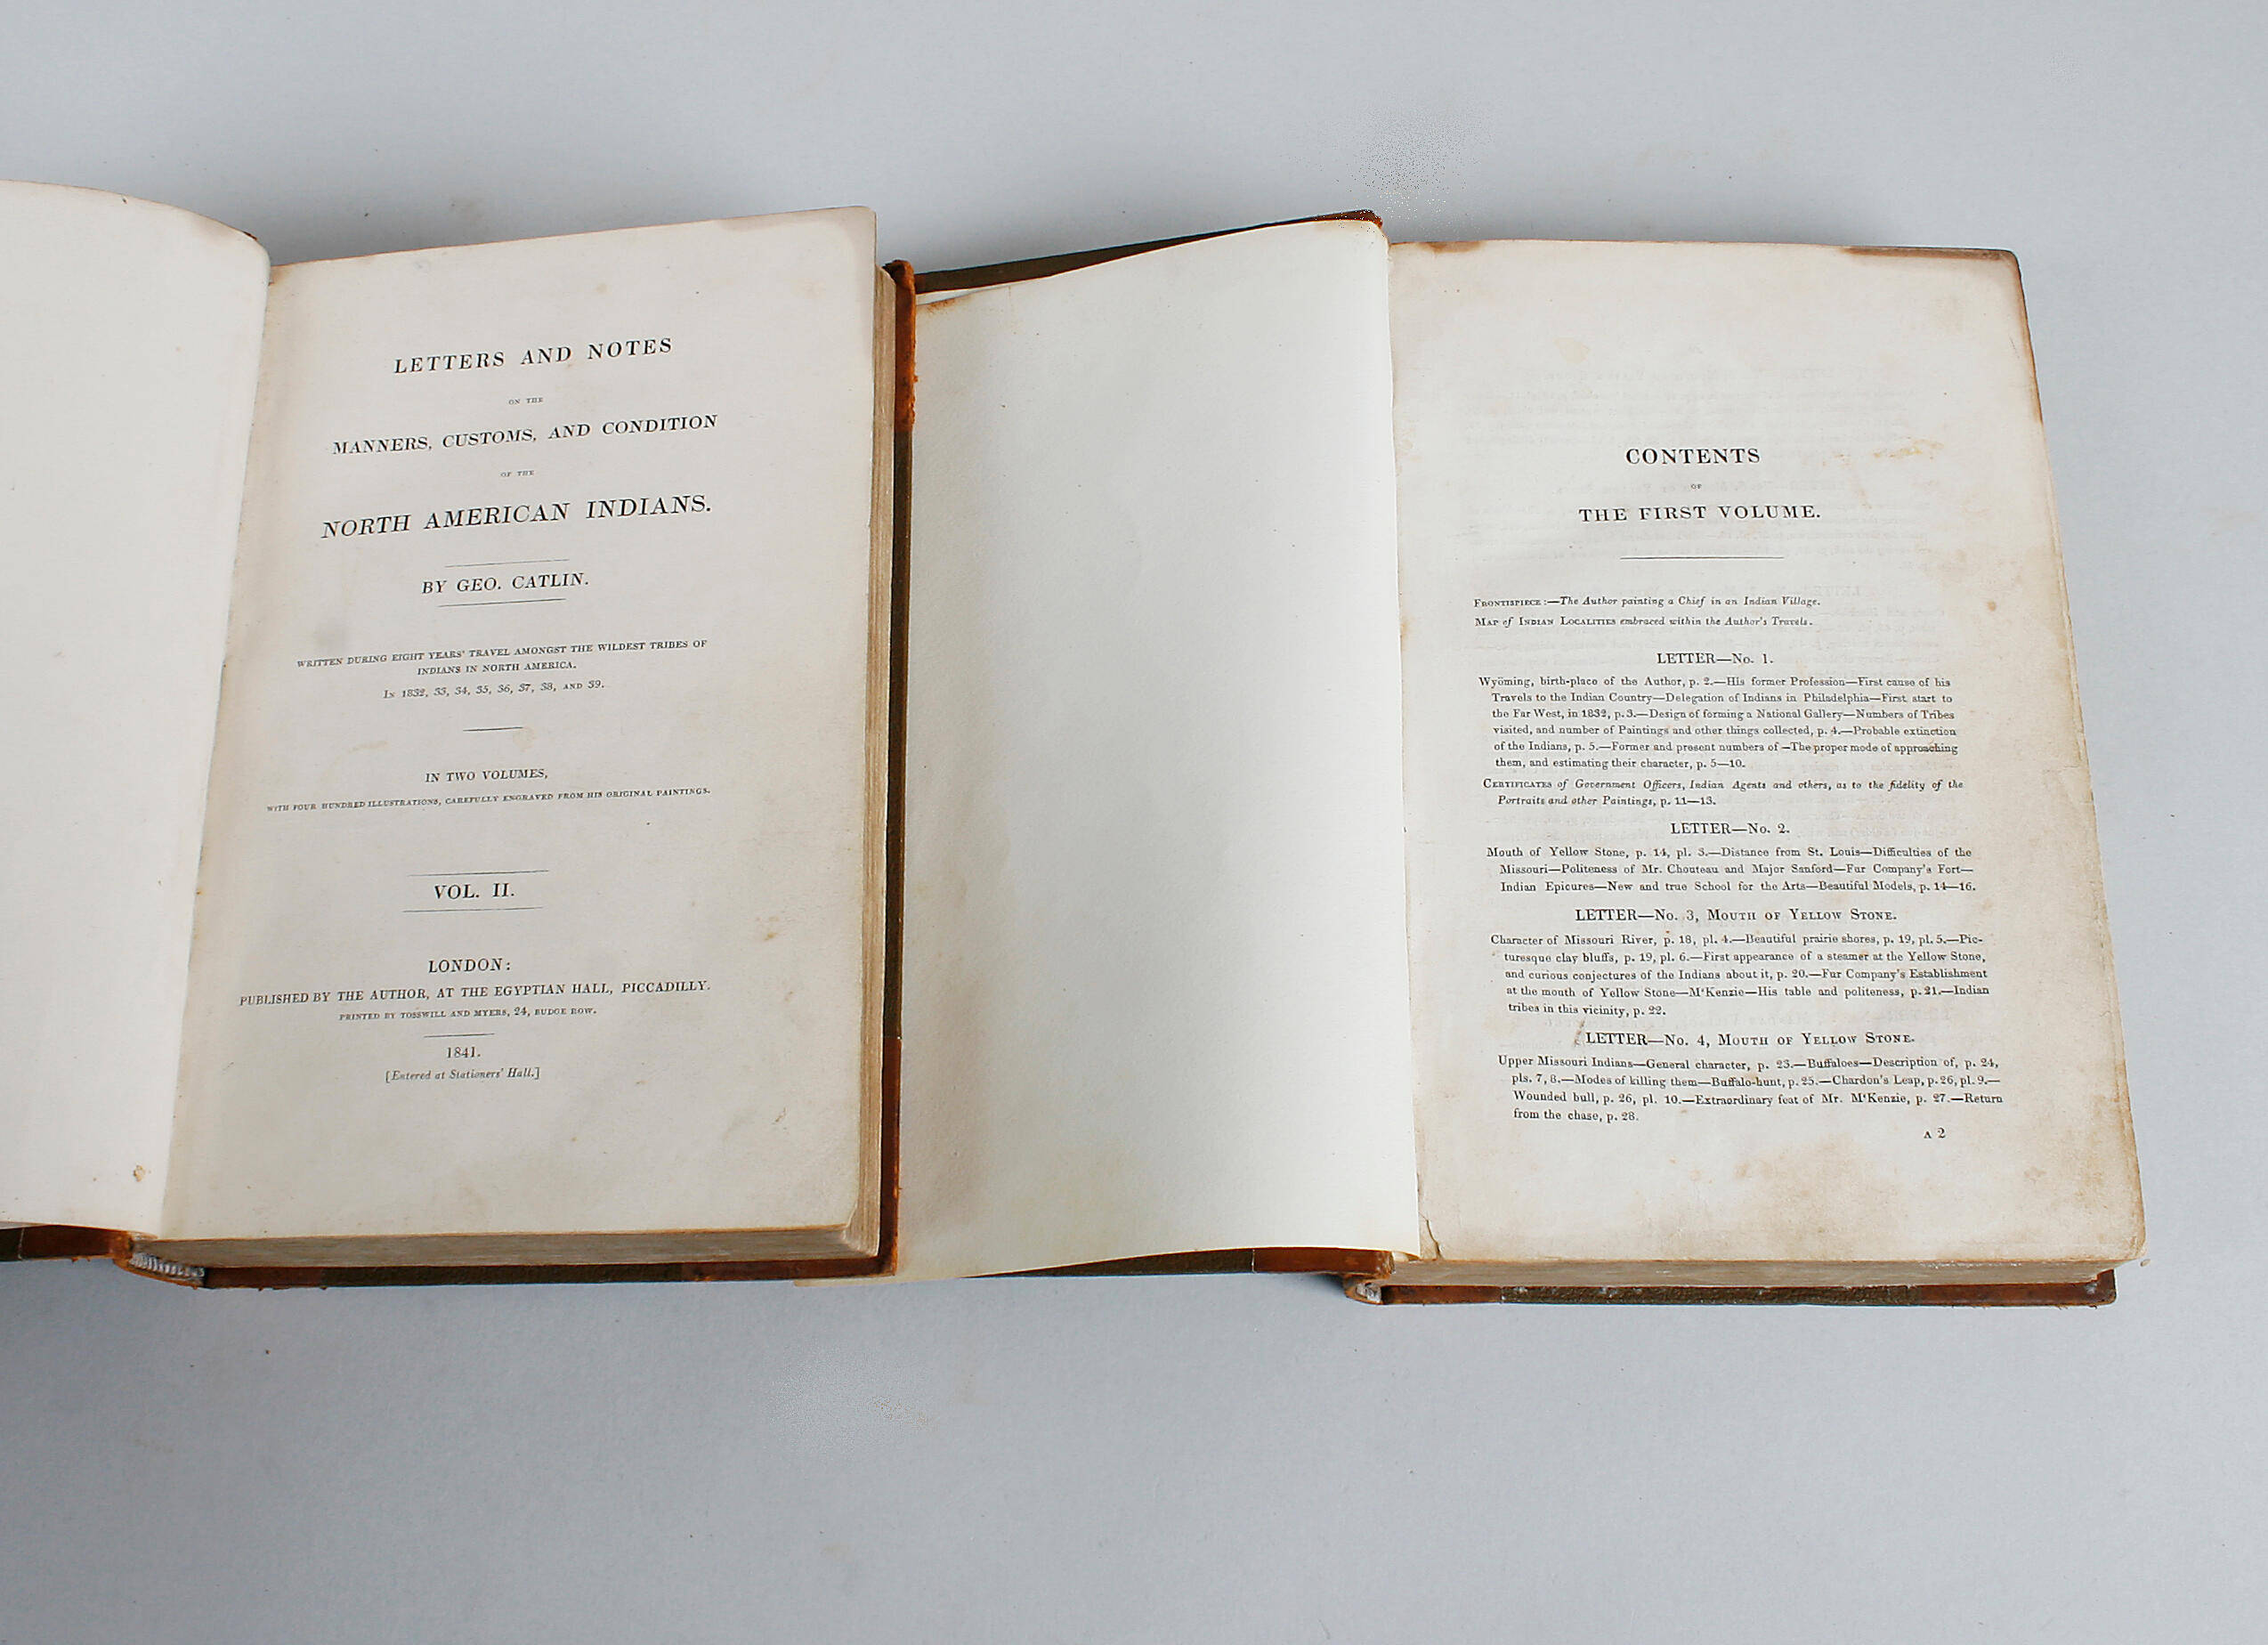 LETTERS AND NOTES
ON THE
MANNERS, CUSTOMS, AND CONDITION
OF THE
NORTH AMERICAN INDIANS.
BY GEO. CATLIN.
WRITTEN DURING EIGHT YEARS' TRAVEL AMONGST THE WILDEST TRIBES OF
INDIANS IN NORTH AMERICA.
IN 1832, 33, 34, 35, 36, 37, 38, AND 39.
IN TWO VOLUMES,
WITH FOUR HUNDRED ILLUSTRATIONS, CAREFULLY ENGRAVED FROM HIS ORIGINAL PAINTINGS.
VOL. II.
LONDON:
PUBLISHED BY THE AUTHOR, AT THE EGYPTIAN HALL, PICCADILLY.
PRINTED BY TOSSWILL AND MYERS, 24, BUDGE ROW.
1841.
[Entered at Stationers' Hall.]
CONTENTS
OF
THE FIRST VOLUME.
FRONTISPIECE:—The Author painting a Chief in an Indian Village.
MAP of INDIAN LOCALITIES embraced within the Author's Travels.
LETTER—No. 1.
Wyöming, birth-place of the Author, p. 2.—His former Profession—First cause of his
Travels to the Indian Country—Delegation of Indians in Philadelphia—First start to
the Far West, in 1832, p. 3.—Design of forming a National Gallery—Numbers of Tribes
visited, and number of Paintings and other things collected, p. 4.—Probable extinction
of the Indians, p. 5.—Former and present numbers of—The proper mode of approaching
them, and estimating their character, p. 5—10.
CERTIFICATES of Government Officers, Indian Agents and others, as to the fidelity of the
Portraits and other Paintings, p. 11—13.
LETTER—No. 2.
Mouth of Yellow Stone, p. 14, pl. 3.—Distance from St. Louis—Difficulties of the
Missouri—Politeness of Mr. Chouteau and Major Sanford—Fur Company's Fort—
Indian Epicures—New and true School for the Arts—Beautiful Models, p. 14—16.
LETTER—No. 3, MOUTH OF YELLOW STONE.
Character of Missouri River, p. 18, pl. 4.—Beautiful prairie shores, p. 19, pl. 5.—Pic-
turesque clay bluffs, p. 19, pl. 6.—First appearance of a steamer at the Yellow Stone,
and curious conjectures of the Indians about it, p. 20.—Fur Company's Establishment
at the mouth of Yellow Stone—M'Kenzie—His table and politeness, p. 21.—Indian
tribes in this vicinity, p. 22.
LETTER—No. 4, MOUTH OF YELLOW STONE.
Upper Missouri Indians—General character, p. 23.—Buffaloes—Description of, p. 24,
pls. 7, 8.—Modes of killing them—Buffalo-hunt, p. 25.—Chardon's Leap, p. 26, pl. 9.—
Wounded bull, p. 26, pl. 10.—Extraordinary feat of Mr. M'Kenzie, p. 27.—Return
from the chase, p. 28.
A 2